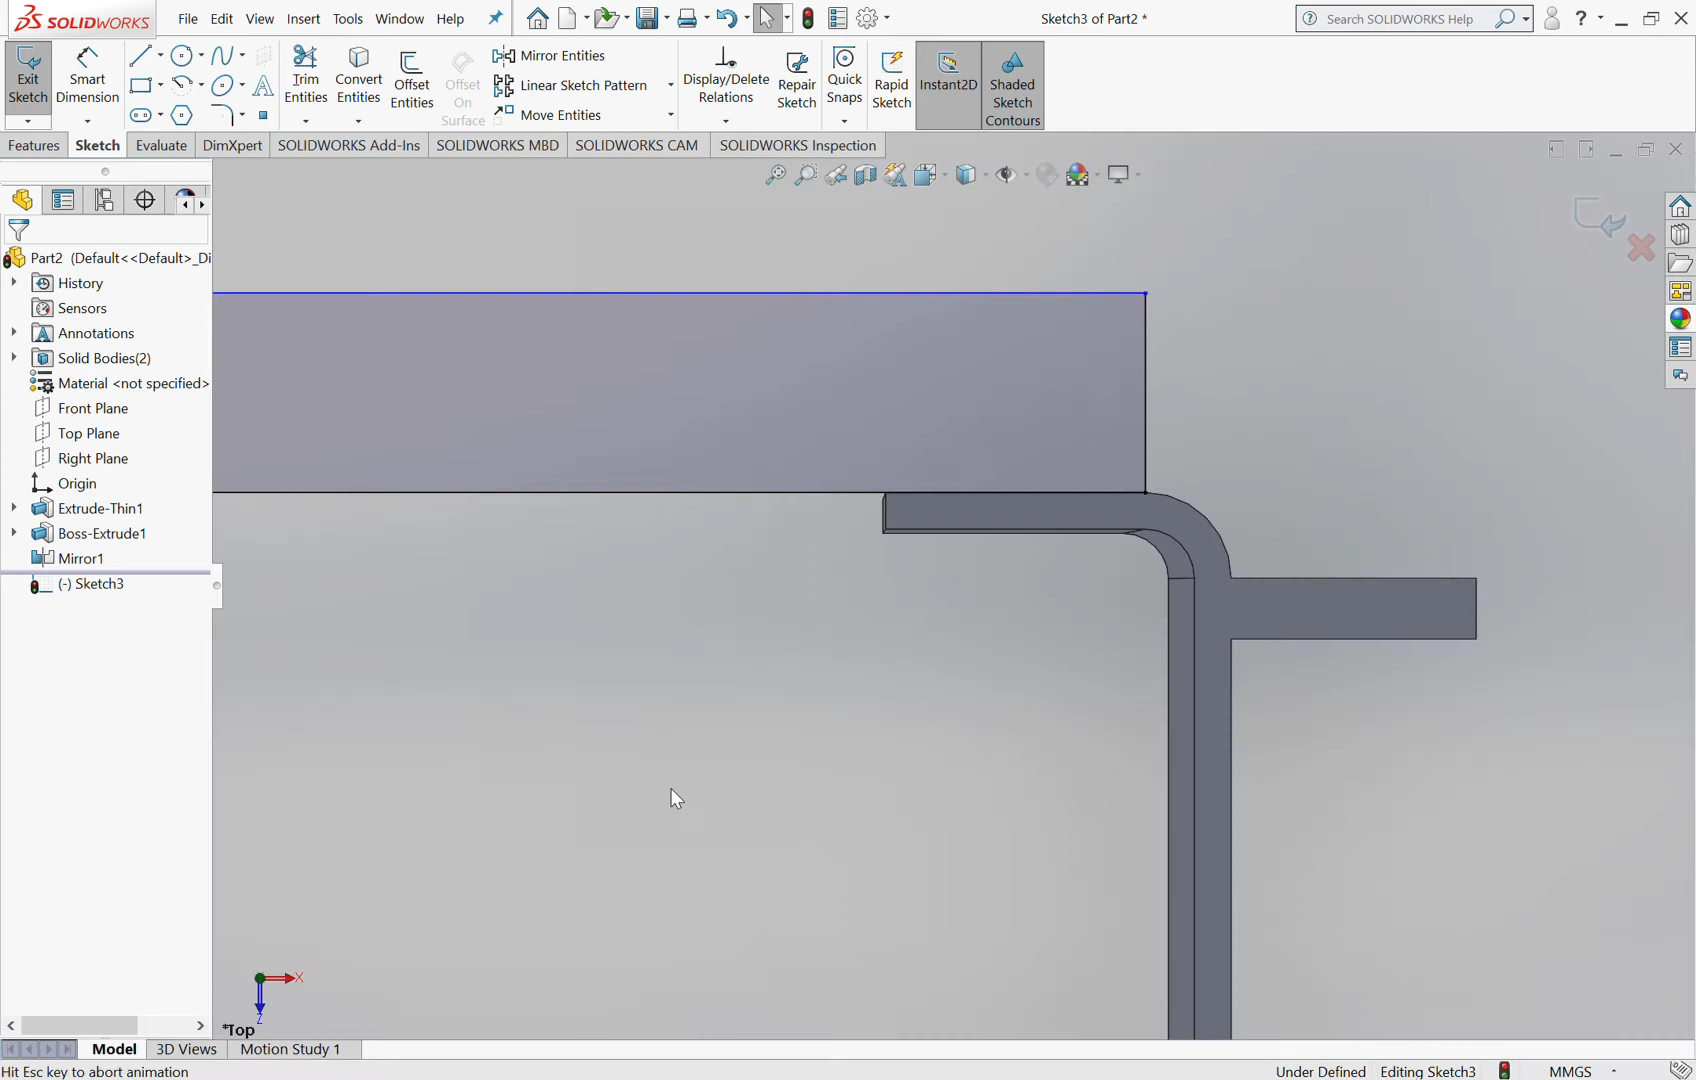 SOLIDWORKS File Edit View Insert Tools Window Help Sketch3 of Part2 * Search SOLIDWORKS Help
Exit Sketch
Smart Dimension
Trim Entities
Convert Entities
Offset Entities
Offset On Surface
Mirror Entities
Linear Sketch Pattern
Move Entities
Display/Delete Relations
Repair Sketch
Quick Snaps
Rapid Sketch
Instant2D
Shaded Sketch Contours
Features Sketch Evaluate DimXpert SOLIDWORKS Add-Ins SOLIDWORKS MBD SOLIDWORKS CAM SOLIDWORKS Inspection
Part2 (Default<<Default>_Di
History
Sensors
Annotations
Solid Bodies(2)
Material <not specified>
Front Plane
Top Plane
Right Plane
Origin
Extrude-Thin1
Boss-Extrude1
Mirror1
(-) Sketch3
X
Z
*Top
Model 3D Views Motion Study 1
Hit Esc key to abort animation Under Defined Editing Sketch3 MMGS